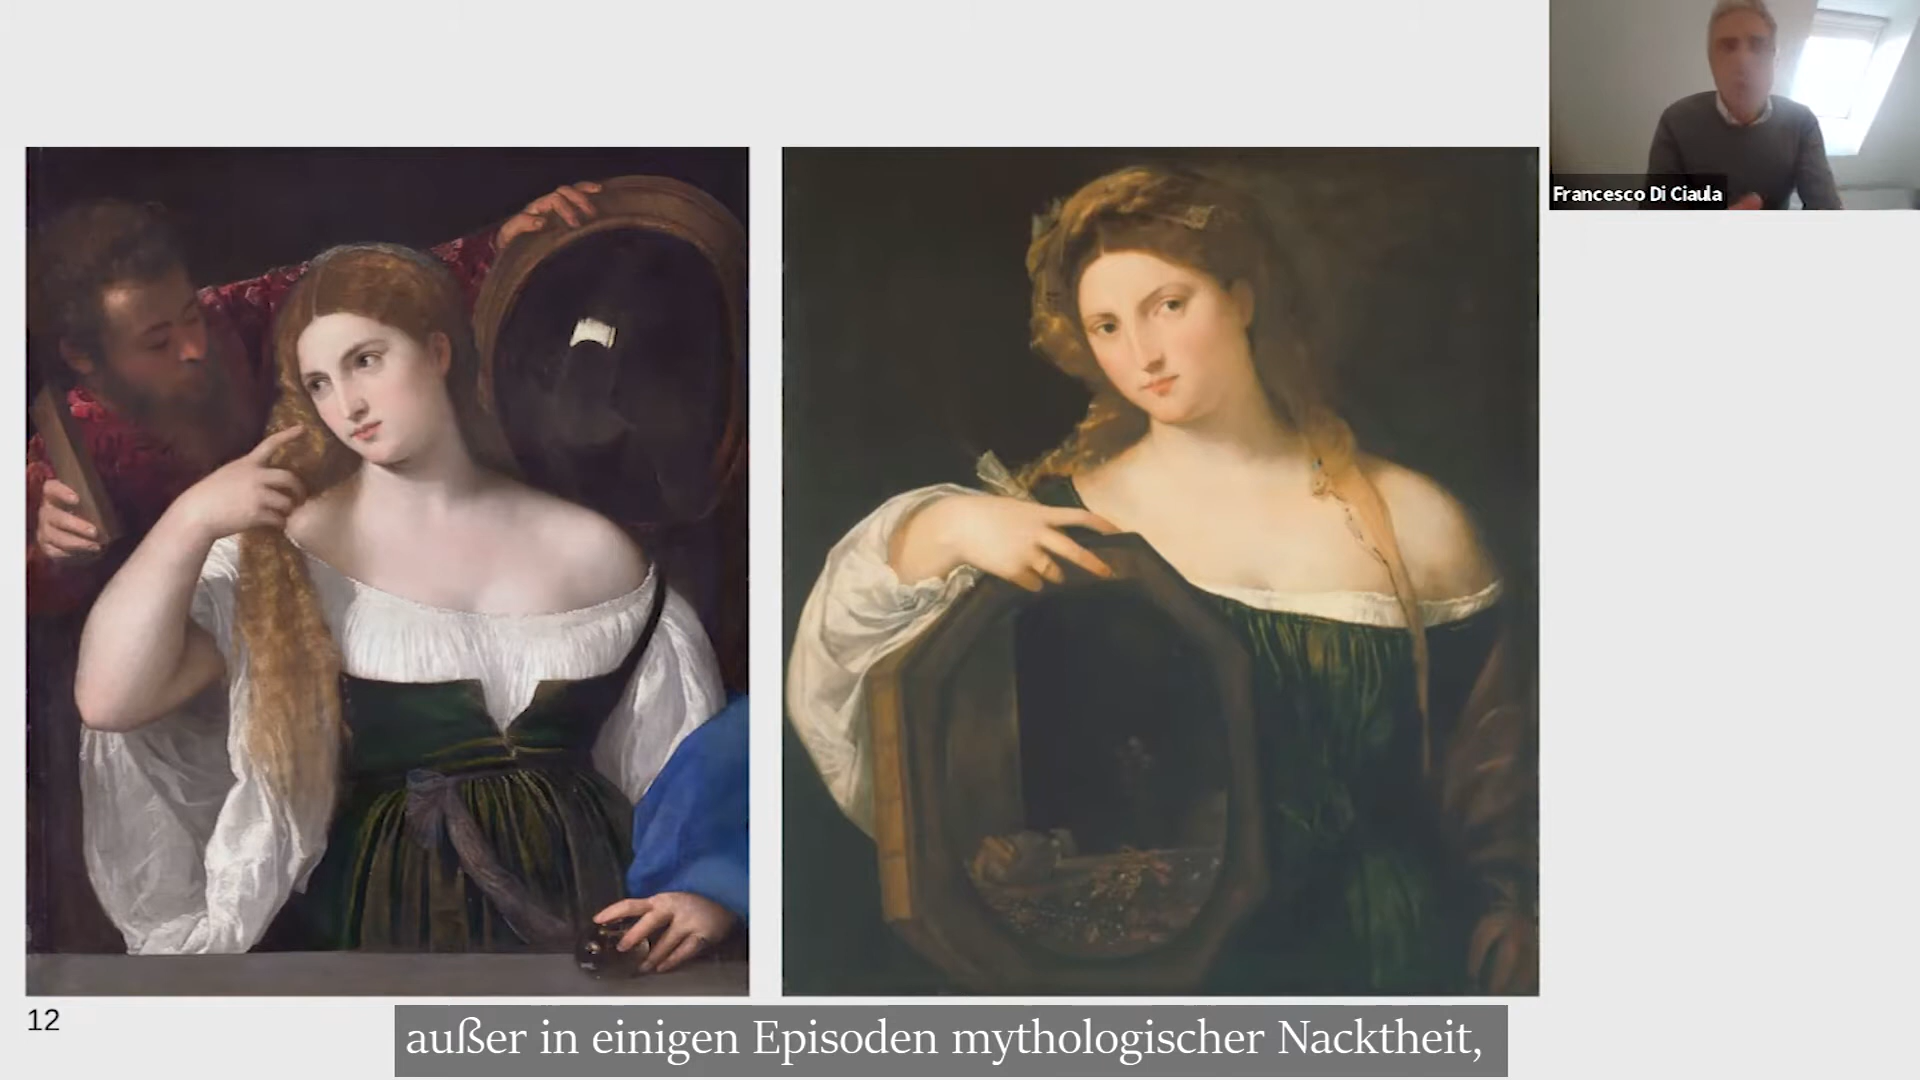 Francesco Di Ciaula
12
außer in einigen Episoden mythologischer Nacktheit,